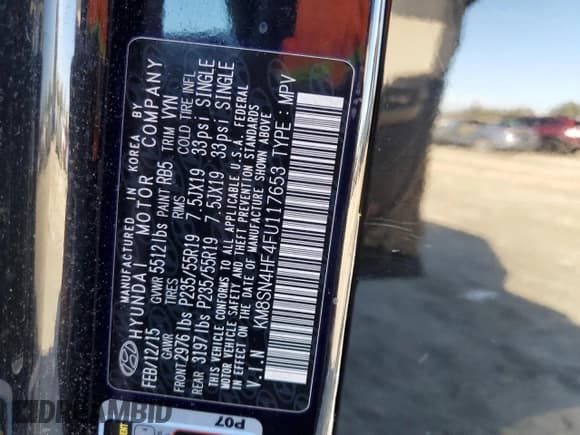 MANUFACTURED IN KOREA BY
HYUNDAI MOTOR COMPANY
FEB/12/15 GVWR 5512 lbs PAINT RB5 TRIM VYN
GAWR TIRES RIMS COLD TIRE INFL
FRONT 2976 lbs P235/55R19 7.5JX19 33psi SINGLE
REAR 3197 lbs P235/55R19 7.5JX19 33psi SINGLE
THIS VEHICLE CONFORMS TO ALL APPLICABLE U.S.A. FEDERAL
MOTOR VEHICLE SAFETY AND THEFT PREVENTION STANDARDS
IN EFFECT ON THE DATE OF MANUFACTURE SHOWN ABOVE
V.I.N KM8SN4HF4FU117653 TYPE : MPV
P07
DREAMBID